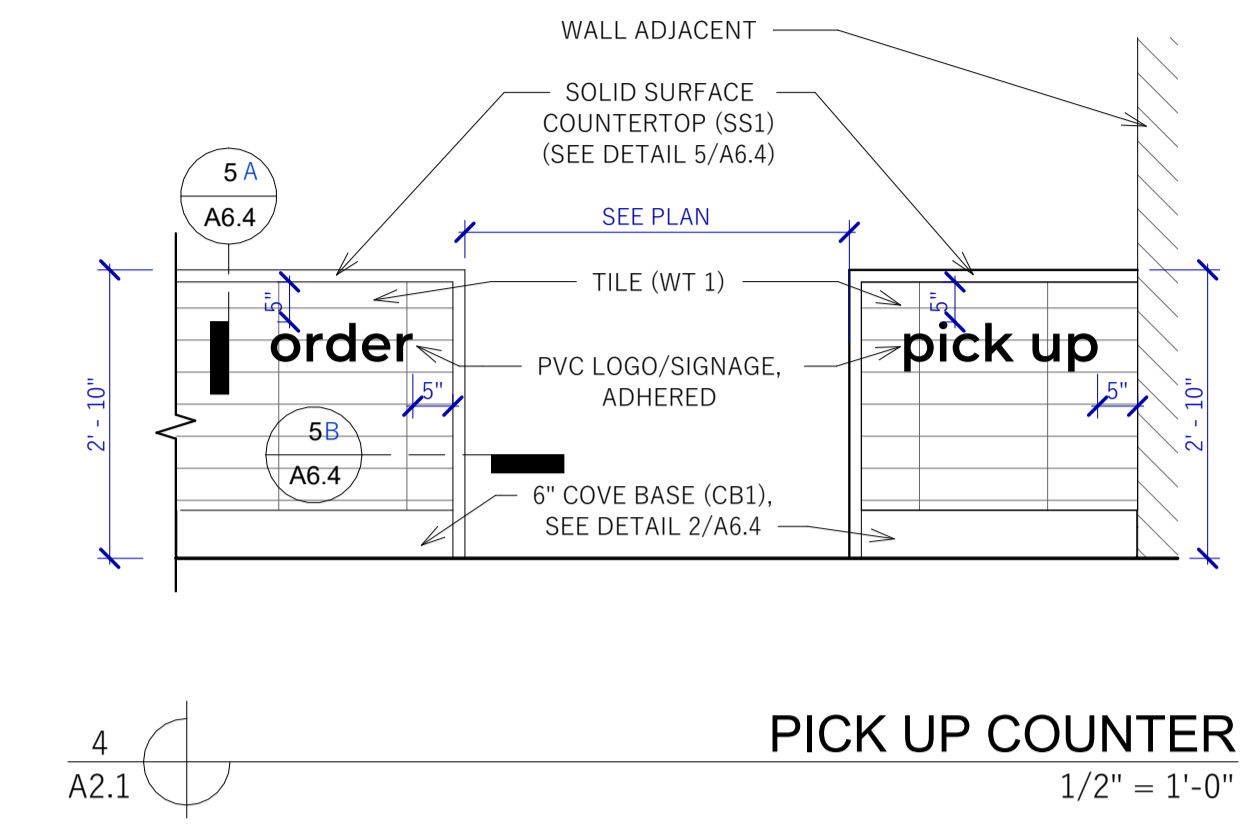 WALL ADJACENT
SOLID SURFACE
COUNTERTOP (SS1)
(SEE DETAIL 5/A6.4)
5 A
A6.4
SEE PLAN
TILE (WT 1)
5"
5"
order
pick up
PVC LOGO/SIGNAGE,
ADHERED
5"
5"
2' - 10"
2' - 10"
5B
A6.4
6" COVE BASE (CB1),
SEE DETAIL 2/A6.4
4
A2.1
PICK UP COUNTER
1/2" = 1'-0"